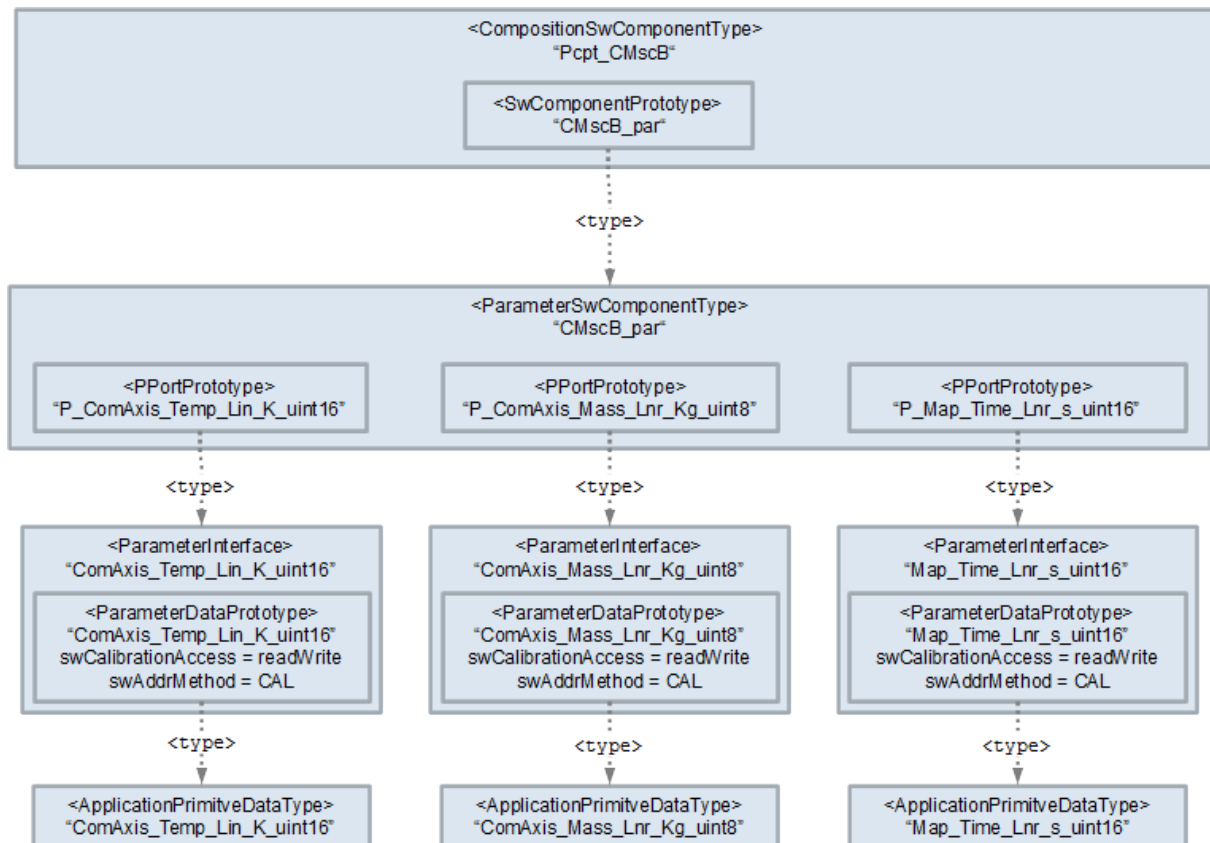 <CompositionSwComponentType>
“Pcpt_CMscB“
<SwComponentPrototype>
“CMscB_par“
<type>
<ParameterSwComponentType>
“CMscB_par“
<PPortPrototype>
“P_ComAxis_Temp_Lin_K_uint16”
<PPortPrototype>
“P_ComAxis_Mass_Lnr_Kg_uint8”
<PPortPrototype>
“P_Map_Time_Lnr_s_uint16”
<type>
<type>
<type>
<ParameterInterface>
“ComAxis_Temp_Lin_K_uint16”
<ParameterDataPrototype>
“ComAxis_Temp_Lin_K_uint16”
swCalibrationAccess = readWrite
swAddrMethod = CAL
<ParameterInterface>
“ComAxis_Mass_Lnr_Kg_uint8”
<ParameterDataPrototype>
“ComAxis_Mass_Lnr_Kg_uint8”
swCalibrationAccess = readWrite
swAddrMethod = CAL
<ParameterInterface>
“Map_Time_Lnr_s_uint16”
<ParameterDataPrototype>
“Map_Time_Lnr_s_uint16”
swCalibrationAccess = readWrite
swAddrMethod = CAL
<type>
<type>
<type>
<ApplicationPrimitveDataType>
“ComAxis_Temp_Lin_K_uint16”
<ApplicationPrimitveDataType>
“ComAxis_Mass_Lnr_Kg_uint8”
<ApplicationPrimitveDataType>
“Map_Time_Lnr_s_uint16”